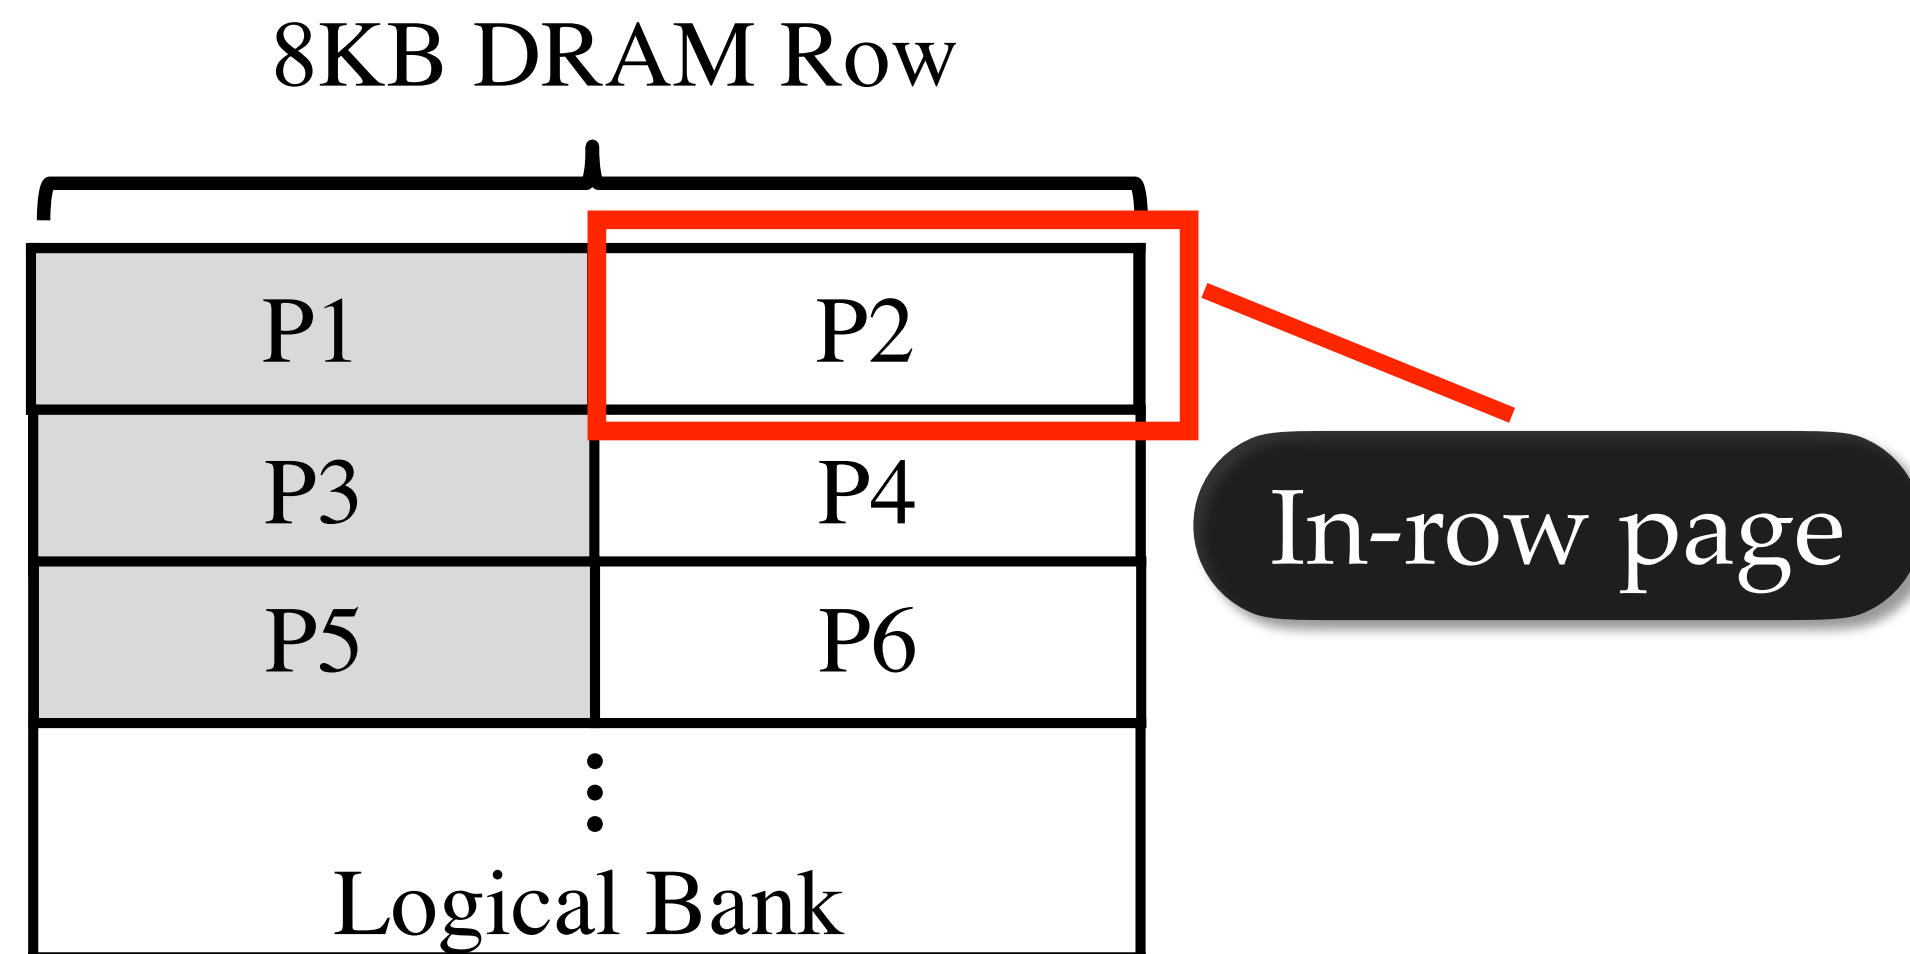 8KB DRAM Row
P1 P2
P3 P4
In-row page
P5 P6
Logical Bank